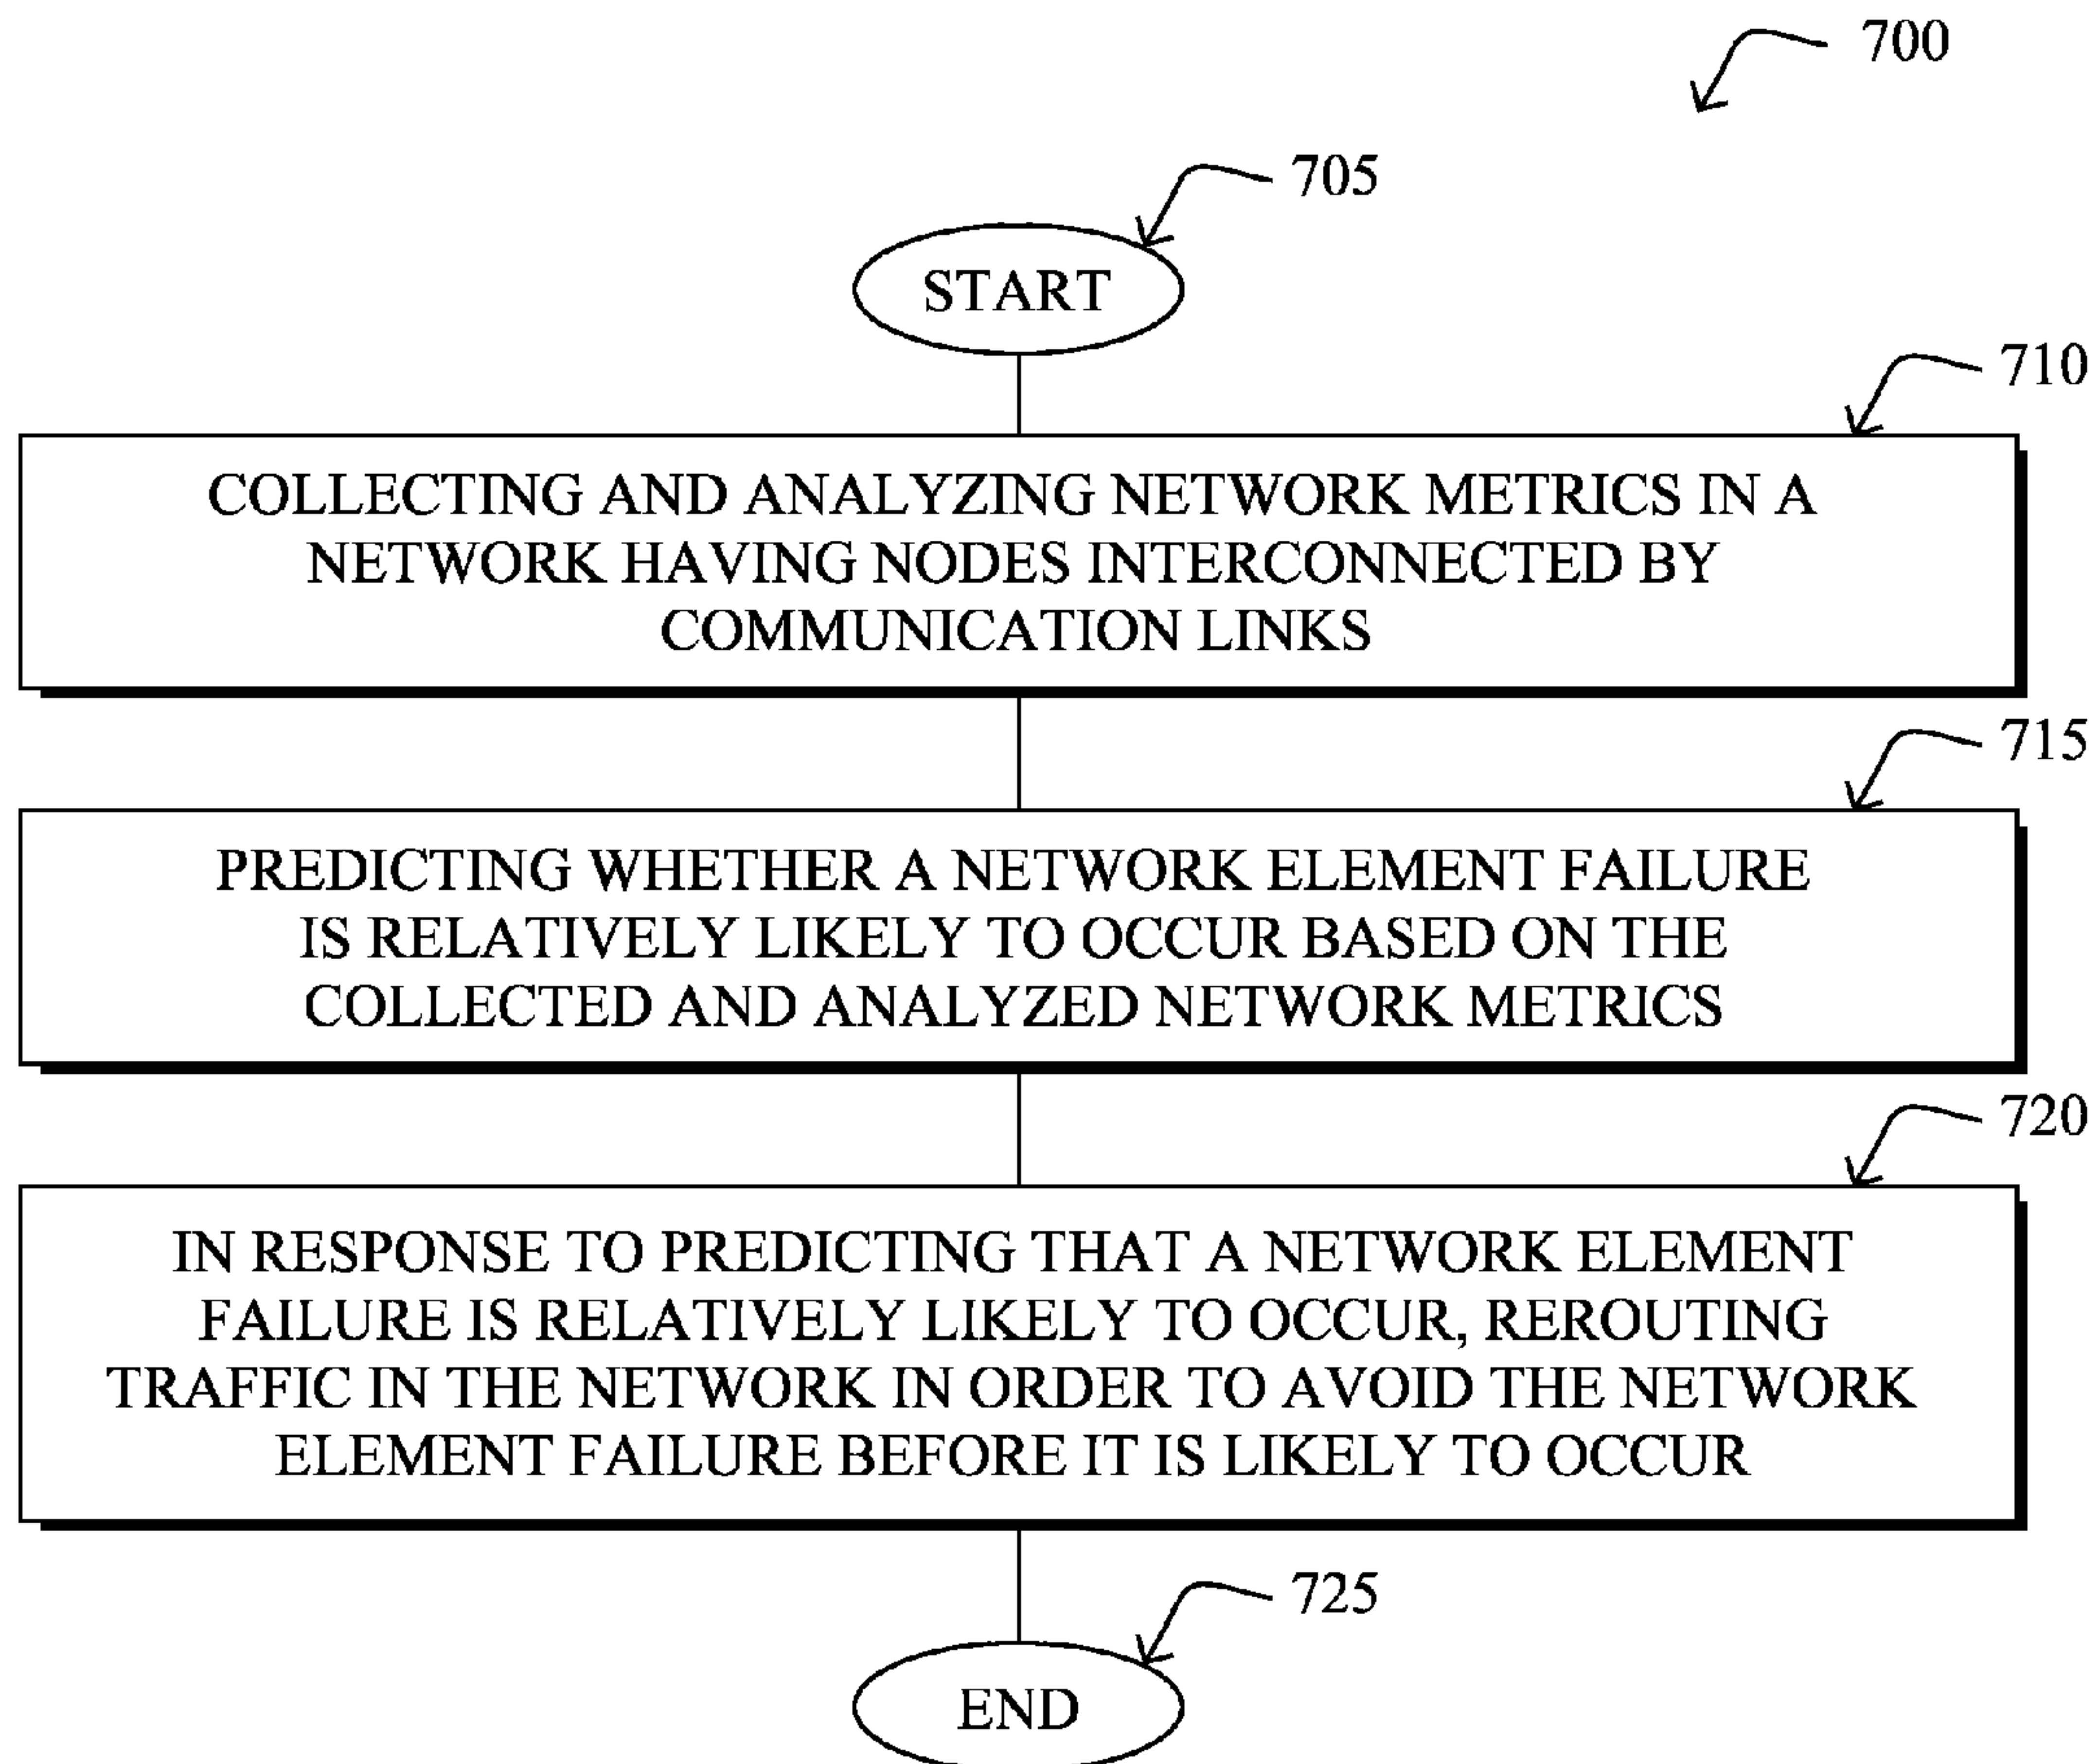 700
705
START
710
COLLECTING AND ANALYZING NETWORK METRICS IN A
NETWORK HAVING NODES INTERCONNECTED BY
COMMUNICATION LINKS
715
PREDICTING WHETHER A NETWORK ELEMENT FAILURE
IS RELATIVELY LIKELY TO OCCUR BASED ON THE
COLLECTED AND ANALYZED NETWORK METRICS
720
IN RESPONSE TO PREDICTING THAT A NETWORK ELEMENT
FAILURE IS RELATIVELY LIKELY TO OCCUR, REROUTING
TRAFFIC IN THE NETWORK IN ORDER TO AVOID THE NETWORK
ELEMENT FAILURE BEFORE IT IS LIKELY TO OCCUR
725
END